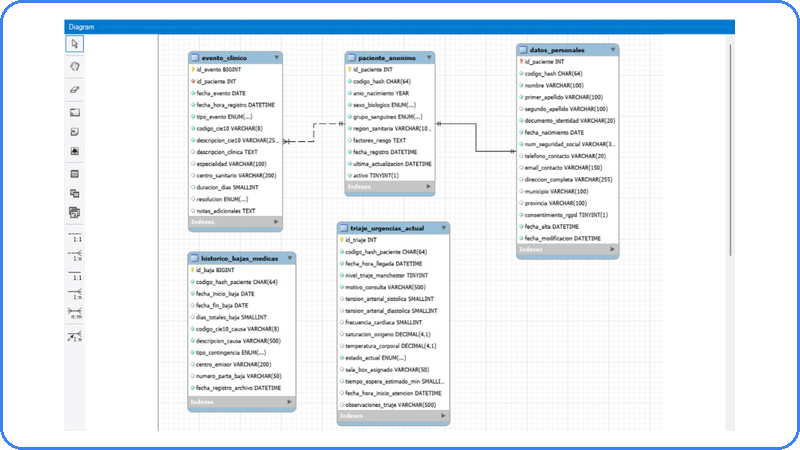 Diagram
evento_clinico
id_evento BIGINT
id_paciente INT
fecha_evento DATE
fecha_hora_registro DATETIME
tipo_evento ENUM(...)
codigo_cie10 VARCHAR(8)
descripcion_cie10 VARCHAR(25...
descripcion_clinica TEXT
especialidad VARCHAR(100)
centro_sanitario VARCHAR(200)
duracion_dias SMALLINT
resolucion ENUM(...)
notas_adicionales TEXT
Indexes
paciente_anonimo
id_paciente INT
codigo_hash CHAR(64)
anio_nacimiento YEAR
sexo_biologico ENUM(...)
grupo_sanguineo ENUM(...)
region_sanitaria VARCHAR(10...
factores_riesgo TEXT
fecha_registro DATETIME
ultima_actualizacion DATETIME
activo TINYINT(1)
Indexes
datos_personales
id_paciente INT
codigo_hash CHAR(64)
nombre VARCHAR(100)
primer_apellido VARCHAR(100)
segundo_apellido VARCHAR(100)
documento_identidad VARCHAR(20)
fecha_nacimiento DATE
num_seguridad_social VARCHAR(3...
telefono_contacto VARCHAR(20)
email_contacto VARCHAR(150)
direccion_completa VARCHAR(255)
municipio VARCHAR(100)
provincia VARCHAR(100)
consentimiento_rgpd TINYINT(1)
fecha_alta DATETIME
fecha_modificacion DATETIME
Indexes
historico_bajas_medicas
id_baja BIGINT
codigo_hash_paciente CHAR(64)
fecha_inicio_baja DATE
fecha_fin_baja DATE
dias_totales_baja SMALLINT
codigo_cie10_causa VARCHAR(8)
descripcion_causa VARCHAR(500)
tipo_contingencia ENUM(...)
centro_emisor VARCHAR(200)
numero_parte_baja VARCHAR(50)
fecha_registro_archivo DATETIME
Indexes
triaje_urgencias_actual
id_triaje INT
codigo_hash_paciente CHAR(64)
fecha_hora_llegada DATETIME
nivel_triaje_manchester TINYINT
motivo_consulta VARCHAR(500)
tension_arterial_sistolica SMALLINT
tension_arterial_diastolica SMALLINT
frecuencia_cardiaca SMALLINT
saturacion_oxigeno DECIMAL(4,1)
temperatura_corporal DECIMAL(4,1)
estado_actual ENUM(...)
sala_box_asignado VARCHAR(50)
tiempo_espera_estimado_min SMALLI...
fecha_hora_inicio_atencion DATETIME
observaciones_triaje VARCHAR(500)
Indexes
1:1
1:n
1:1
1:n
n:m
1:n